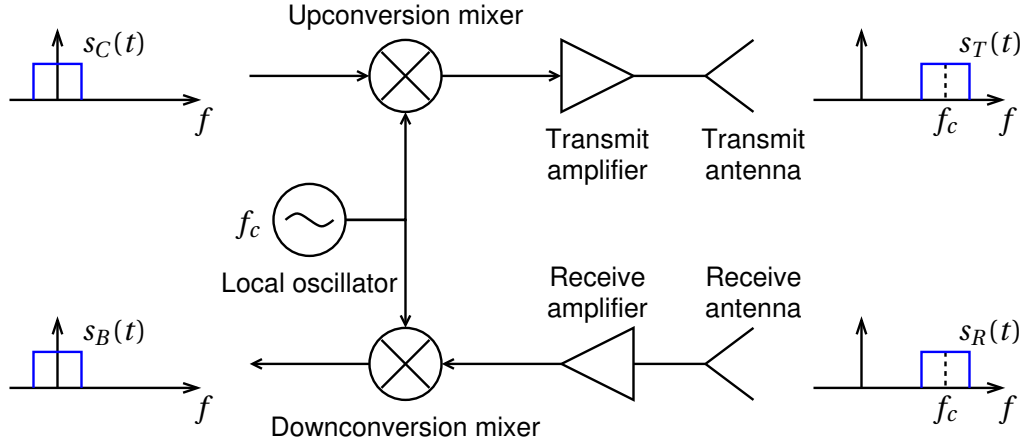 Upconversion mixer
s_C(t)
f
Transmit
amplifier
Transmit
antenna
s_T(t)
f_c
f
f_c
Local oscillator
Receive
amplifier
Receive
antenna
s_B(t)
f
Downconversion mixer
s_R(t)
f_c
f